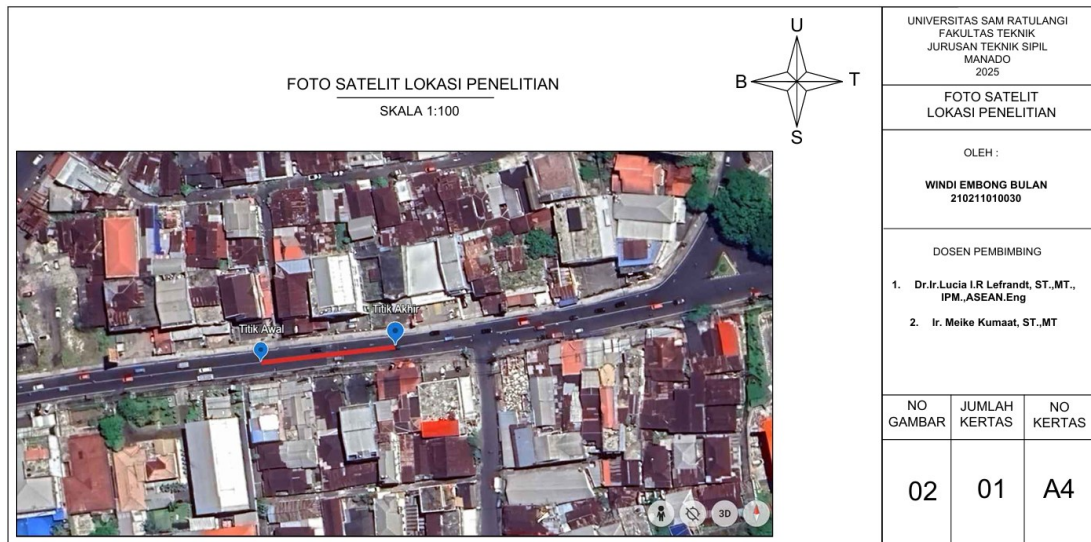 FOTO SATELIT LOKASI PENELITIAN
SKALA 1:100
U
B
T
S
Titik Awal
Titik Akhir
3D
UNIVERSITAS SAM RATULANGI
FAKULTAS TEKNIK
JURUSAN TEKNIK SIPIL
MANADO
2025
FOTO SATELIT
LOKASI PENELITIAN
OLEH :
WINDI EMBONG BULAN
210211010030
DOSEN PEMBIMBING
1. Dr.Ir.Lucia I.R Lefrandt, ST.,MT.,
IPM.,ASEAN.Eng
2. Ir. Meike Kumaat, ST.,MT
NO GAMBAR
JUMLAH KERTAS
NO KERTAS
02
01
A4